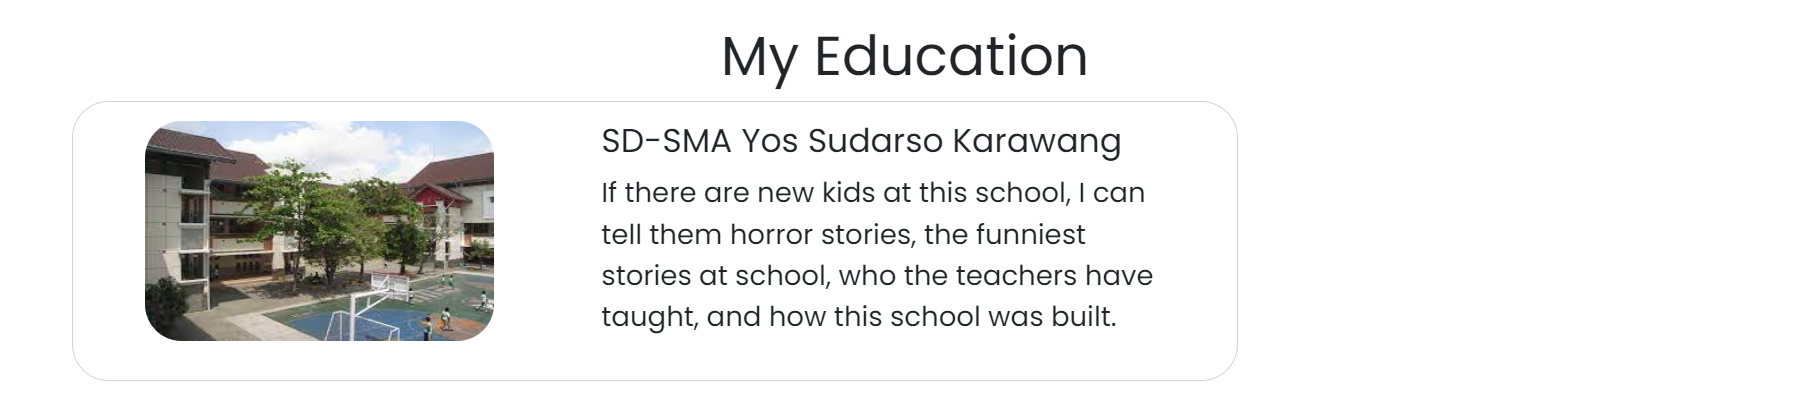 My Education
SD-SMA Yos Sudarso Karawang
If there are new kids at this school, I can
tell them horror stories, the funniest
stories at school, who the teachers have
taught, and how this school was built.